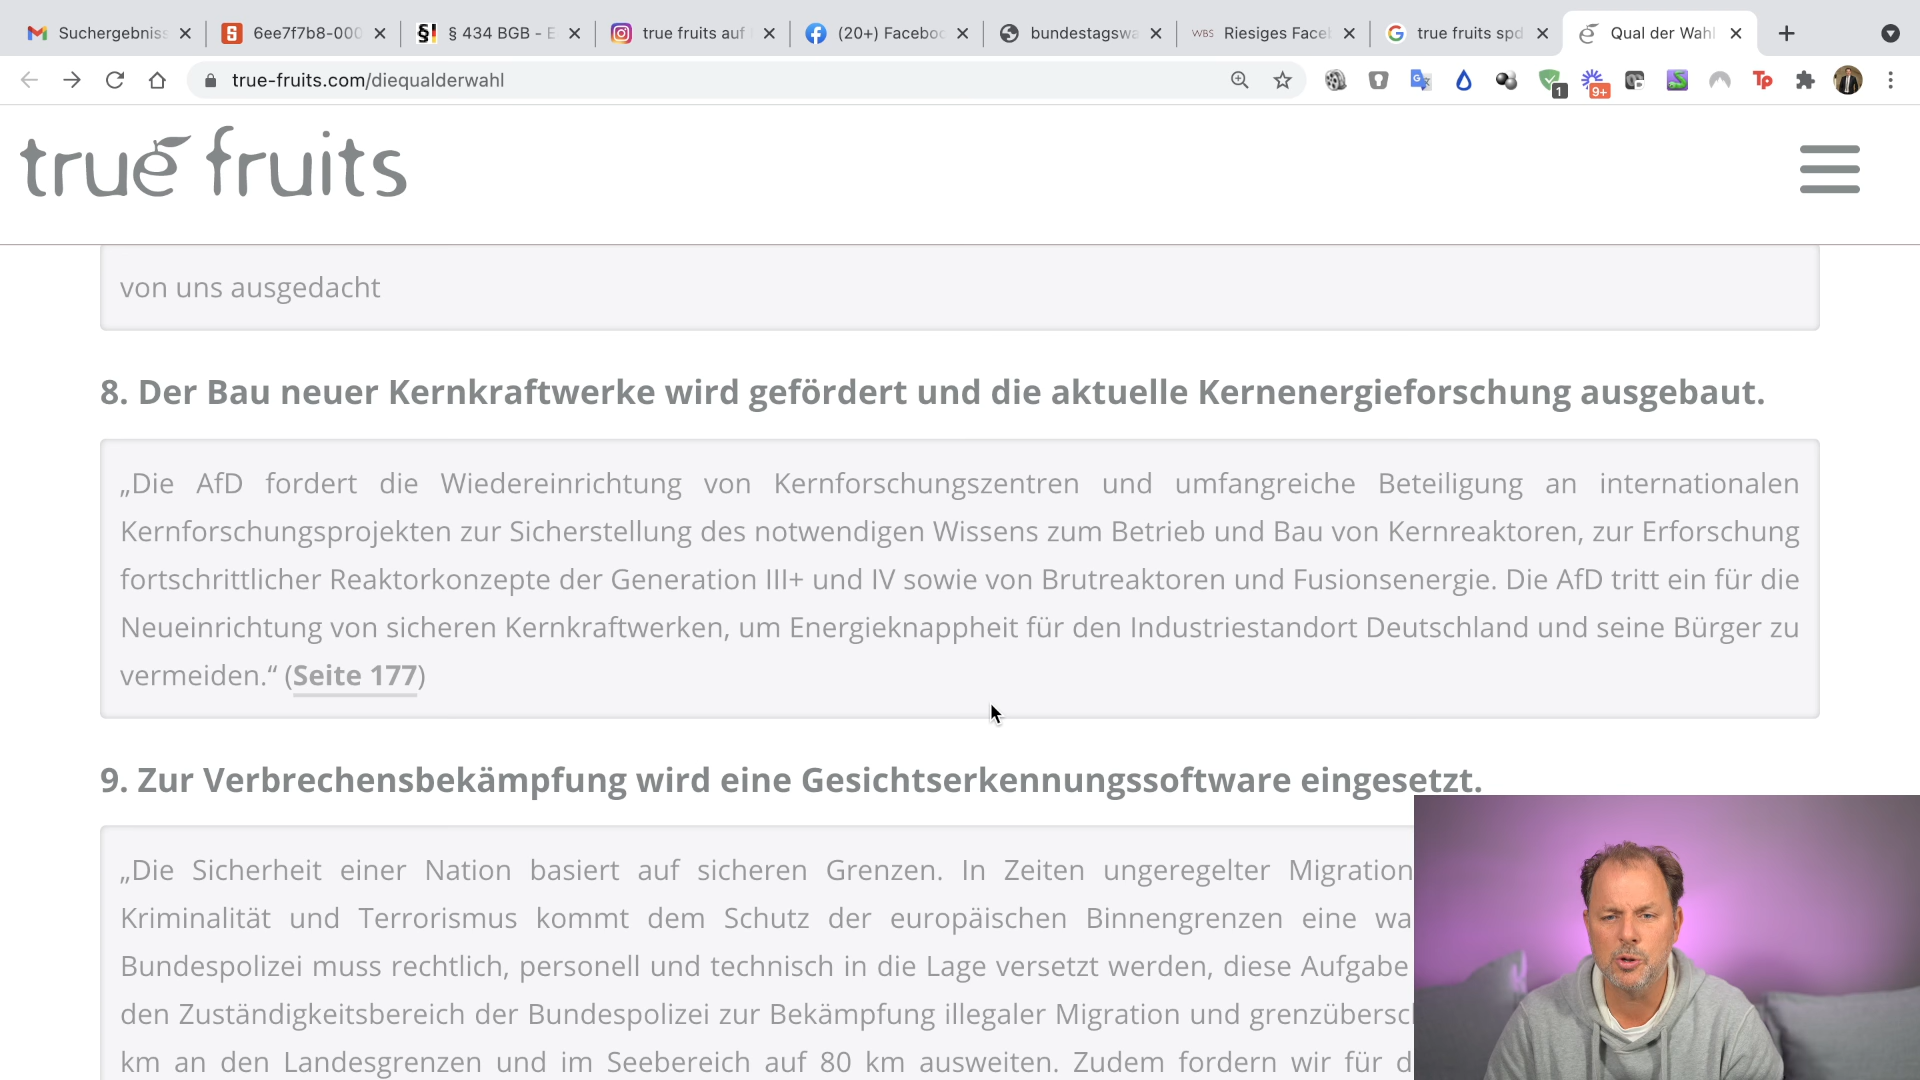 Suchergebnis
6ee7f7b8-000
§ 434 BGB - E
true fruits auf
(20+) Faceboo
bundestagswa
WBS
Riesiges Face
true fruits spd
Qual der Wahl
true-fruits.com/diequalderwahl
1
9+
Tp
true fruits
von uns ausgedacht
8. Der Bau neuer Kernkraftwerke wird gefördert und die aktuelle Kernenergieforschung ausgebaut.
„Die AfD fordert die Wiedereinrichtung von Kernforschungszentren und umfangreiche Beteiligung an internationalen
Kernforschungsprojekten zur Sicherstellung des notwendigen Wissens zum Betrieb und Bau von Kernreaktoren, zur Erforschung
fortschrittlicher Reaktorkonzepte der Generation III+ und IV sowie von Brutreaktoren und Fusionsenergie. Die AfD tritt ein für die
Neueinrichtung von sicheren Kernkraftwerken, um Energieknappheit für den Industriestandort Deutschland und seine Bürger zu
vermeiden.“ (Seite 177)
9. Zur Verbrechensbekämpfung wird eine Gesichtserkennungssoftware eingesetzt.
„Die Sicherheit einer Nation basiert auf sicheren Grenzen. In Zeiten ungeregelter Migration
Kriminalität und Terrorismus kommt dem Schutz der europäischen Binnengrenzen eine wa
Bundespolizei muss rechtlich, personell und technisch in die Lage versetzt werden, diese Aufgabe
den Zuständigkeitsbereich der Bundespolizei zur Bekämpfung illegaler Migration und grenzübersc
km an den Landesgrenzen und im Seebereich auf 80 km ausweiten. Zudem fordern wir für d